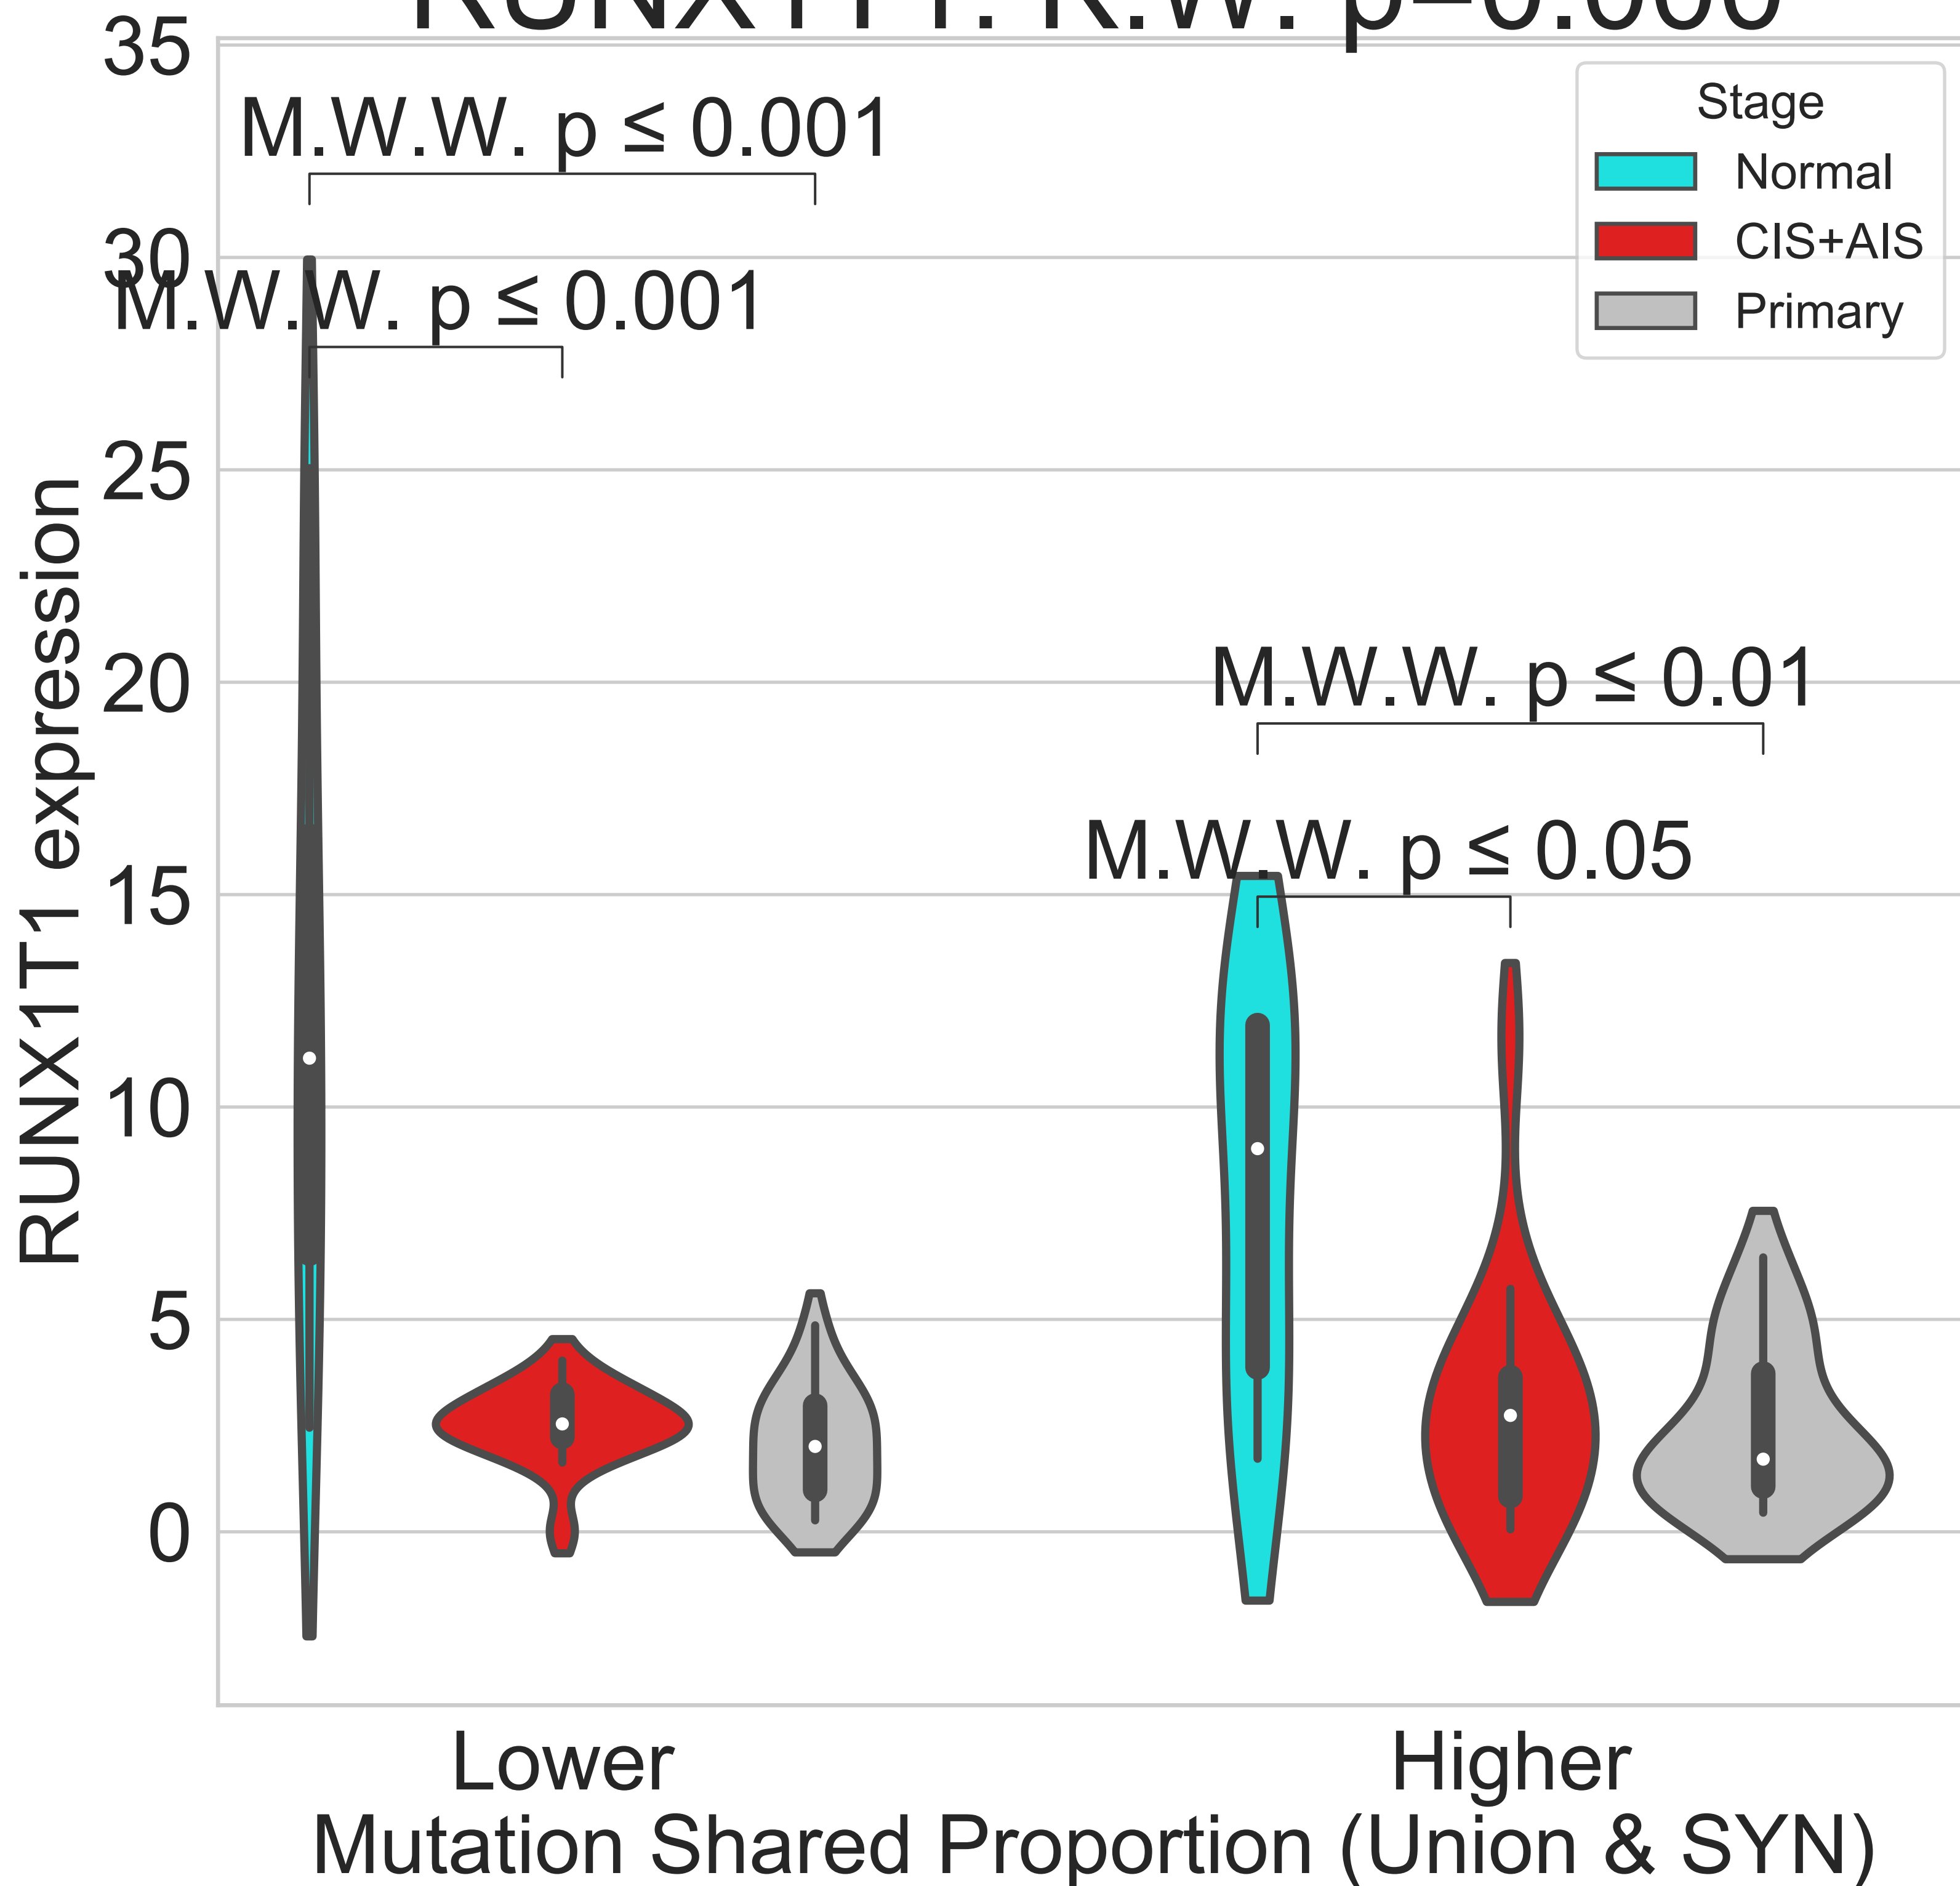 RUNX1T1: K.W.
35
30
25
20
15
10
5
0
RUNX1T1 expression
M.W.W. p ≤ 0.001
M.W.W. p ≤ 0.001
M.W.W. p ≤ 0.01
M.W.W. p ≤ 0.05
Stage
Normal
CIS+AIS
Primary
Lower
Higher
Mutation Shared Proportion (Union & SYN)